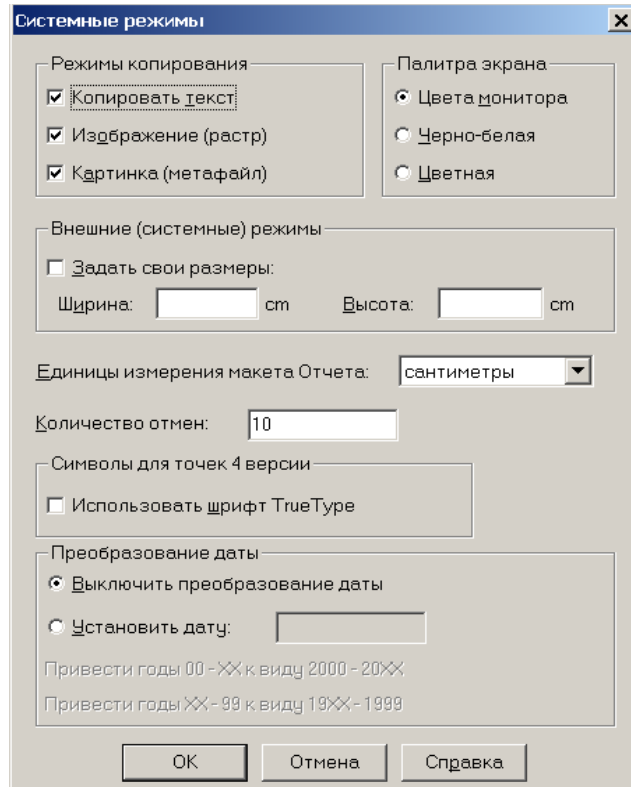 Системные режимы
Режимы копирования
Копировать текст
Изображение (растр)
Картинка (метафайл)
Палитра экрана
Цвета монитора
Черно-белая
Цветная
Внешние (системные) режимы
Задать свои размеры:
Ширина: cm Высота: cm
Единицы измерения макета Отчета: сантиметры
Количество отмен: 10
Символы для точек 4 версии
Использовать шрифт TrueType
Преобразование даты
Выключить преобразование даты
Установить дату:
Привести годы 00 - XX к виду 2000 - 20XX
Привести годы XX - 99 к виду 19XX - 1999
OK Отмена Справка